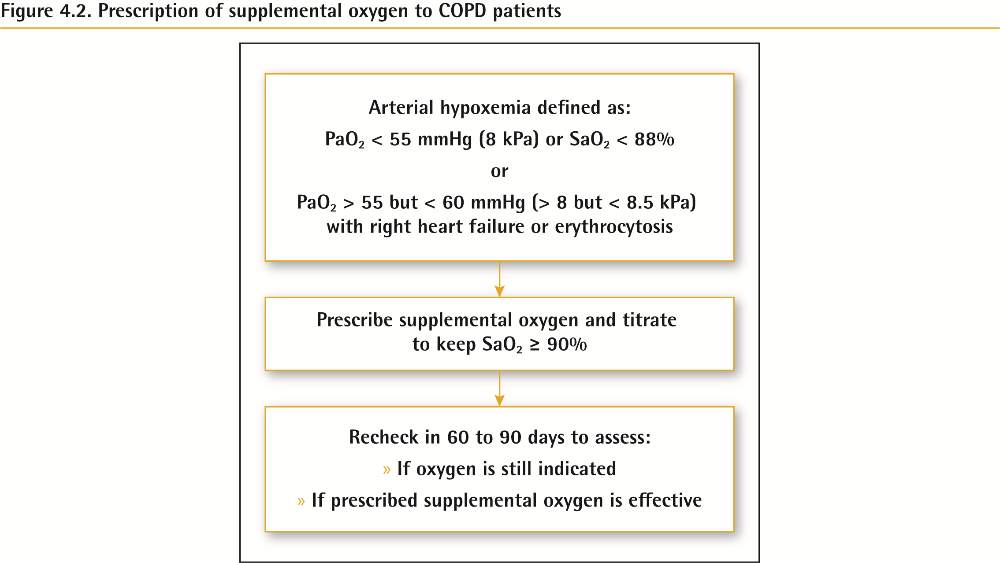 Figure 4.2. Prescription of supplemental oxygen to COPD patients
Arterial hypoxemia defined as:
PaO₂ < 55 mmHg (8 kPa) or SaO₂ < 88%
or
PaO₂ > 55 but < 60 mmHg (> 8 but < 8.5 kPa)
with right heart failure or erythrocytosis
Prescribe supplemental oxygen and titrate
to keep SaO₂ ≥ 90%
Recheck in 60 to 90 days to assess:
» If oxygen is still indicated
» If prescribed supplemental oxygen is effective